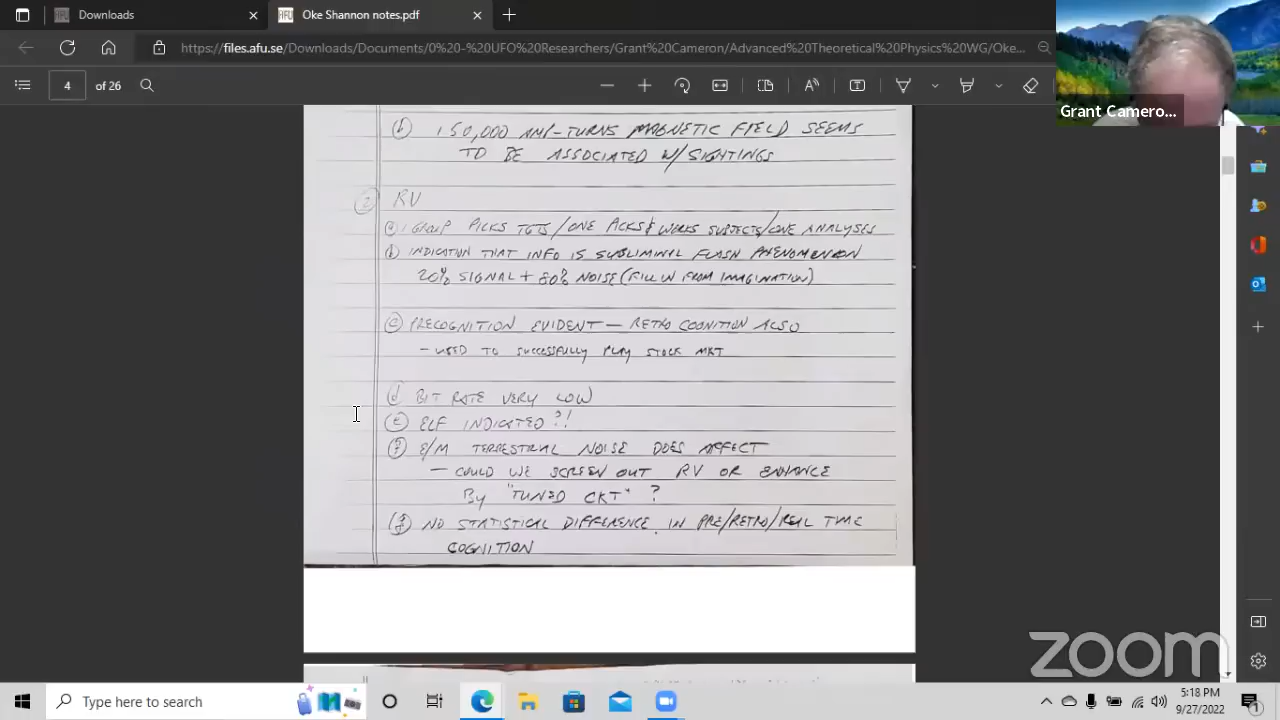 Downloads
Oke Shannon notes.pdf
https://files.afu.se/Downloads/Documents/0%20-%20UFO%20Researchers/Grant%20Cameron/Advanced%20Theoretical%20Physics%20WG/Oke...
4 of 26
Grant Camero...
b 150,000 AMP-TURNS MAGNETIC FIELD SEEMS
TO BE ASSOCIATED W/SIGHTINGS
2 RV
a 1 GROUP PICKS TGTS/ONE PICKS & WORKS SUBJECTS/ONE ANALYSES
b INDICATION THAT INFO IS SUBLIMINAL FLASH PHENOMENON
20% SIGNAL + 80% NOISE (FILL IN FROM IMAGINATION)
c PRECOGNITION EVIDENT — RETRO COGNITION ALSO
- USED TO SUCCESSFULLY PLAY STOCK MKT
d BIT RATE VERY LOW
e ELF INDICATED?!
f E/M TERRESTRIAL NOISE DOES AFFECT
— COULD WE SCREEN OUT RV OR ENHANCE
BY "TUNED CKT" ?
g NO STATISTICAL DIFFERENCE IN PRE/RETRO/REAL TIME
COGNITION
zoom
Type here to search
5:18 PM
9/27/2022